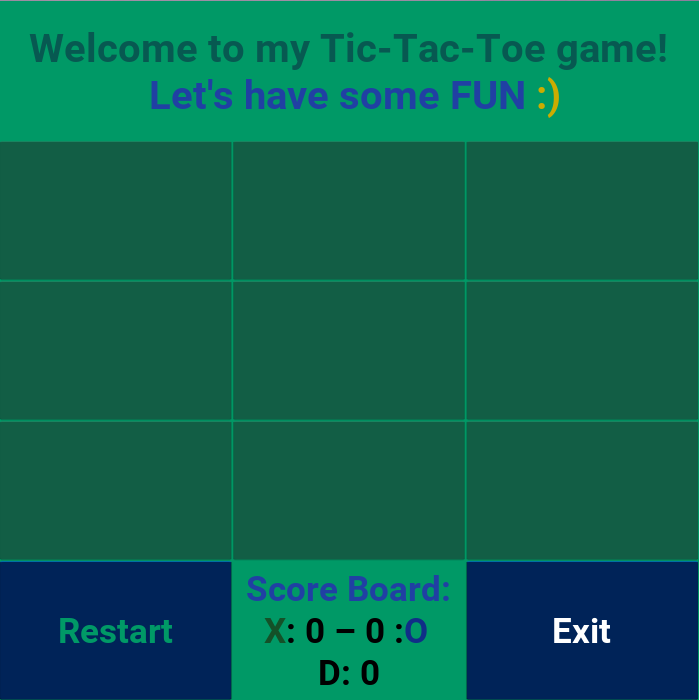 Welcome to my Tic-Tac-Toe game!
Let's have some FUN :)
Score Board:
Restart
X: 0 – 0 :O
Exit
D: 0